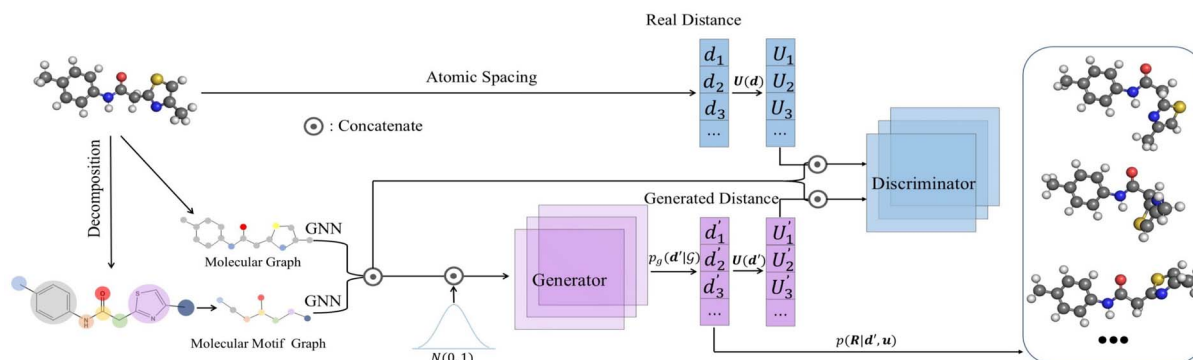 Real Distance
Atomic Spacing
d₁
d₂
d₃
...
U(d)
U₁
U₂
U₃
...
: Concatenate
Decomposition
Discriminator
Generated Distance
GNN
Molecular Graph
Generator
p_g(d'|G)
d'₁
d'₂
d'₃
...
U(d')
U'₁
U'₂
U'₃
...
S
O
N
H
N
GNN
Molecular Motif Graph
N(0,1)
p(R|d', u)